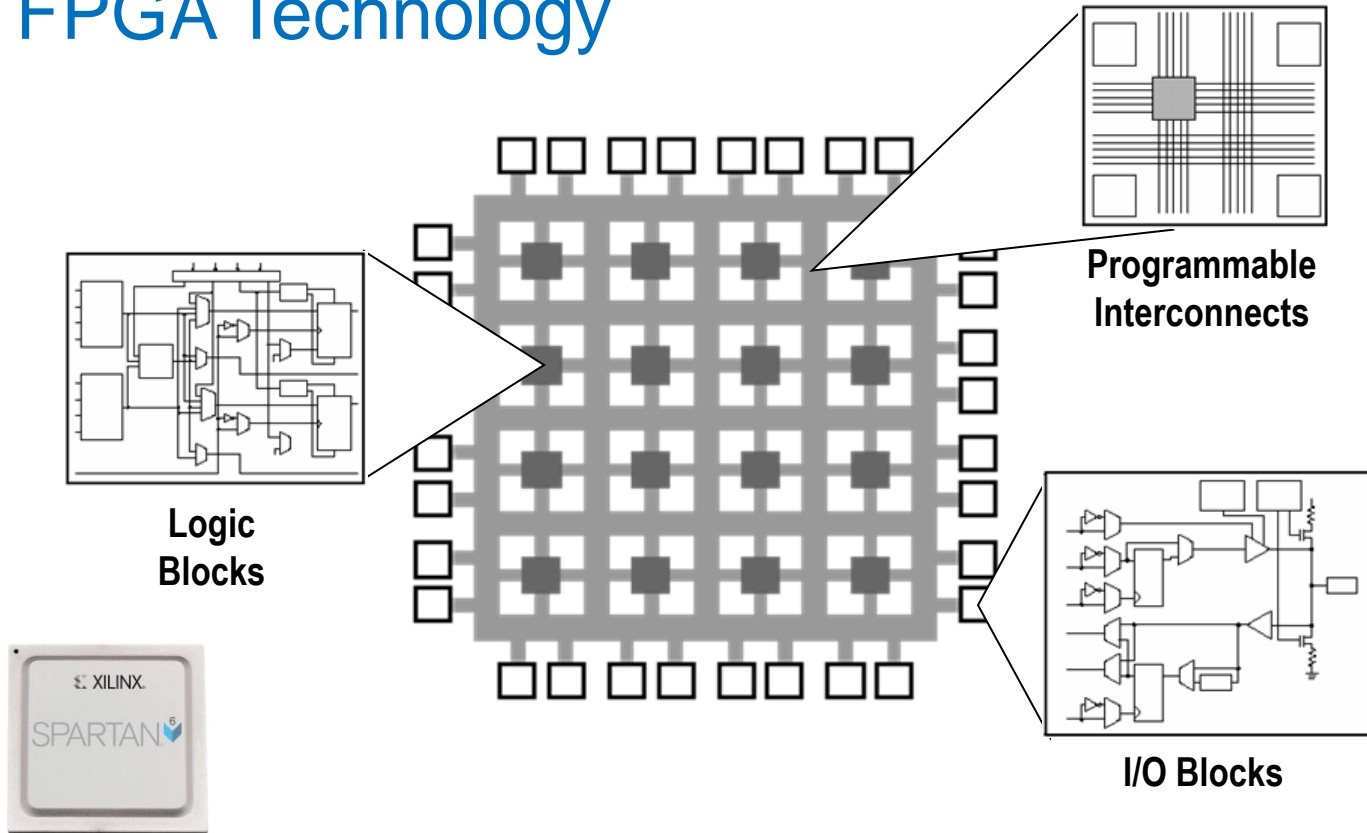 FPGA Technology
Programmable
Interconnects
Logic
Blocks
XILINX.
SPARTAN 6
I/O Blocks